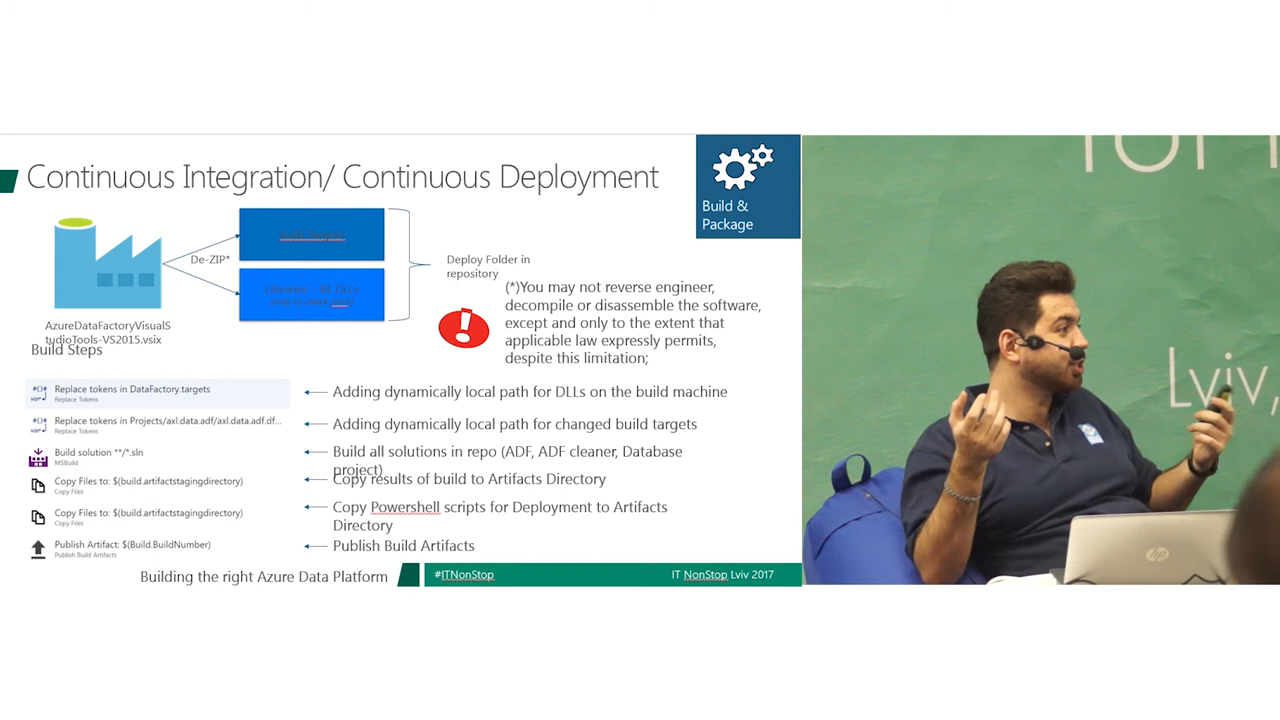 Continuous Integration/ Continuous Deployment
Build &
Package
De-ZIP*
Libraries – 81 DLLs
Deploy Folder in
repository
(*)You may not reverse engineer,
decompile or disassemble the software,
except and only to the extent that
applicable law expressly permits,
despite this limitation;
AzureDataFactoryVisualS
tudioTools-VS2015.vsix
Build Steps
Replace tokens in DataFactory.targets
Replace Tokens
Adding dynamically local path for DLLs on the build machine
Replace tokens in Projects/axl.data.adf/axl.data.adf.df...
Replace Tokens
Adding dynamically local path for changed build targets
Build solution **/*.sln
MSBuild
Build all solutions in repo (ADF, ADF cleaner, Database
project)
Copy Files to: $(build.artifactstagingdirectory)
Copy Files
Copy results of build to Artifacts Directory
Copy Files to: $(build.artifactstagingdirectory)
Copy Files
Copy Powershell scripts for Deployment to Artifacts
Directory
Publish Artifact: $(Build.BuildNumber)
Publish Build Artifacts
Publish Build Artifacts
Building the right Azure Data Platform
#ITNonStop
IT NonStop Lviv 2017
Lviv,
hp